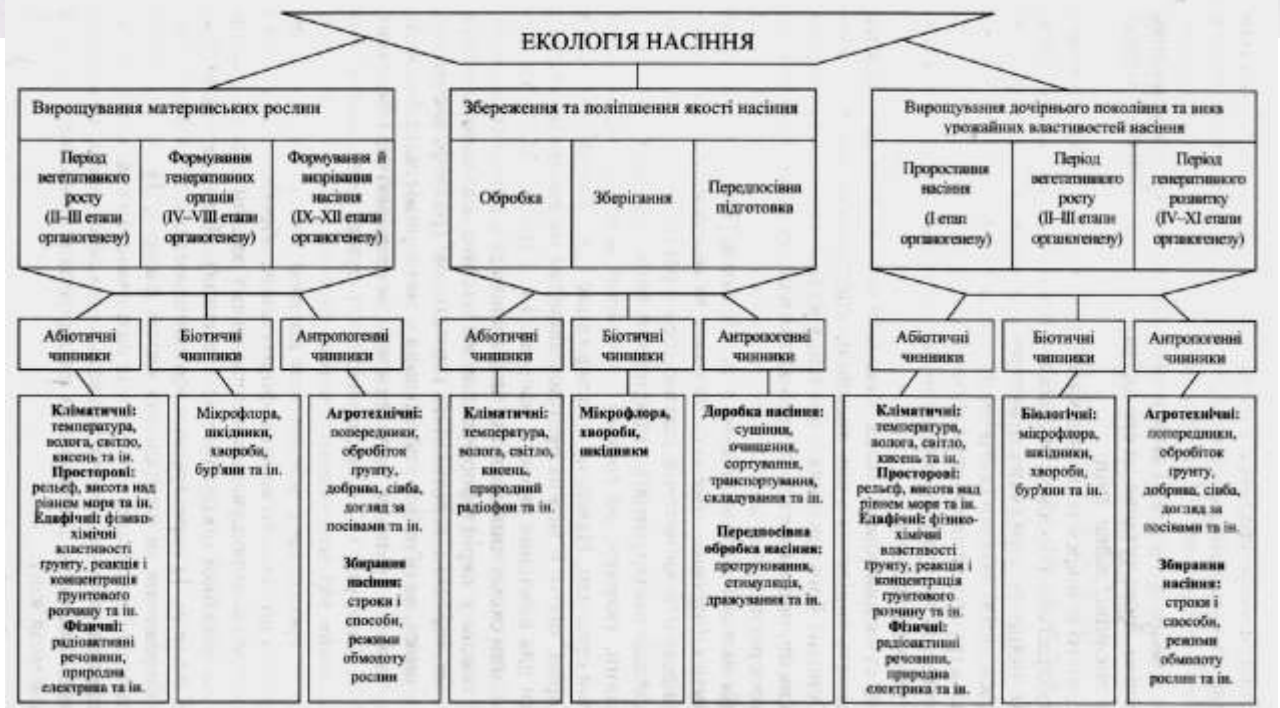 ЕКОЛОГІЯ НАСІННЯ
Вирощування материнських рослин
Період
вегетативного
росту
(II–III етапи
органогенезу)
Формування
генеративних
органів
(IV–VIII етапи
органогенезу)
Формування й
визрівання
насіння
(IX–XII етапи
органогенезу)
Збереження та поліпшення якості насіння
Обробка
Зберігання
Передпосівна
підготовка
Вирощування дочірнього покоління та вияв
урожайних властивостей насіння
Проростання
насіння
(I етап
органогенезу)
Період
вегетативного
росту
(II–III етапи
органогенезу)
Період
генеративного
розвитку
(IV–XI етапи
органогенезу)
Абіотичні
чинники
Біотичні
чинники
Антропогенні
чинники
Абіотичні
чинники
Біотичні
чинники
Антропогенні
чинники
Абіотичні
чинники
Біотичні
чинники
Антропогенні
чинники
Кліматичні:
температура,
волога, світло,
кисень та ін.
Просторові:
рельєф, висота над
рівнем моря та ін.
Едафічні: фізико-
хімічні
властивості
ґрунту, реакція і
концентрація
ґрунтового
розчину та ін.
Фізичні:
радіоактивні
речовини,
природна
електрика та ін.
Мікрофлора,
шкідники,
хвороби,
бур'яни та ін.
Агротехнічні:
попередники,
обробіток
ґрунту,
добрива, сівба,
догляд за
посівами та ін.
Збирання
насіння:
строки і
способи,
режими
обмолоту
рослин
Кліматичні:
температура,
волога, світло,
кисень,
природний
радіофон та ін.
Мікрофлора,
хвороби,
шкідники
Доробка насіння:
сушіння,
очищення,
сортування,
транспортування,
складування та ін.
Передпосівна
обробка насіння:
протруювання,
стимуляція,
дражування та ін.
Кліматичні:
температура,
волога, світло,
кисень та ін.
Просторові:
рельєф, висота над
рівнем моря та ін.
Едафічні: фізико-
хімічні
властивості
ґрунту, реакція і
концентрація
ґрунтового
розчину та ін.
Фізичні:
радіоактивні
речовини,
природна
електрика та ін.
Біологічні:
мікрофлора,
шкідники,
хвороби,
бур'яни та ін.
Агротехнічні:
попередники,
обробіток
ґрунту,
добрива, сівба,
догляд за
посівами та ін.
Збирання
насіння:
строки і
способи,
режими
обмолоту
рослин та ін.